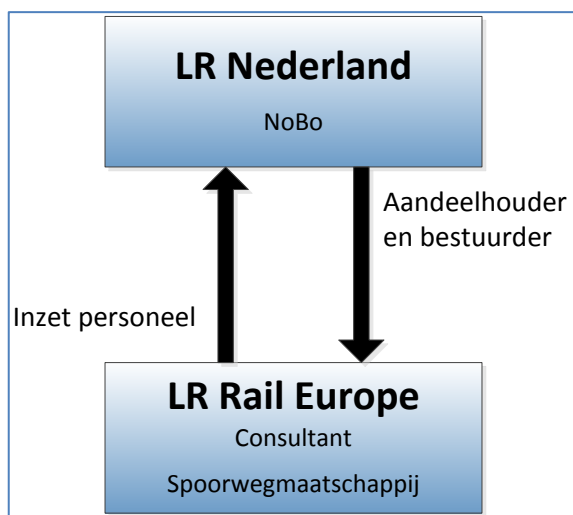 LR Nederland
NoBo
Aandeelhouder
en bestuurder
Inzet personeel
LR Rail Europe
Consultant
Spoorwegmaatschappij